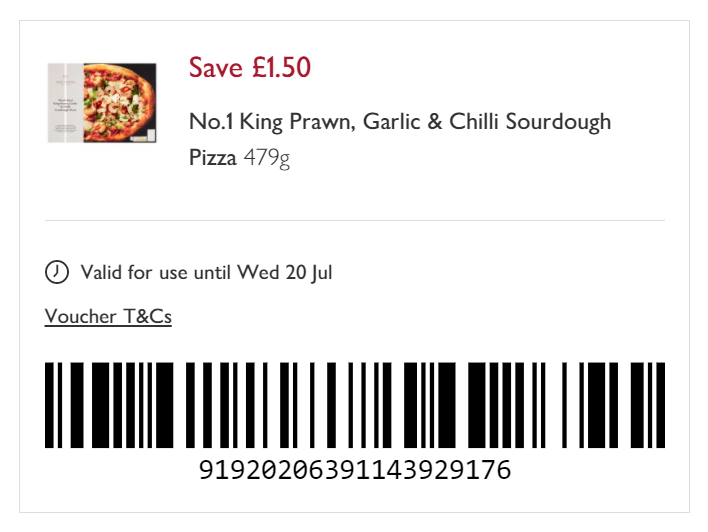 Save £1.50
No.1 King Prawn, Garlic & Chilli Sourdough
Pizza 479g
Valid for use until Wed 20 Jul
Voucher T&Cs
91920206391143929176